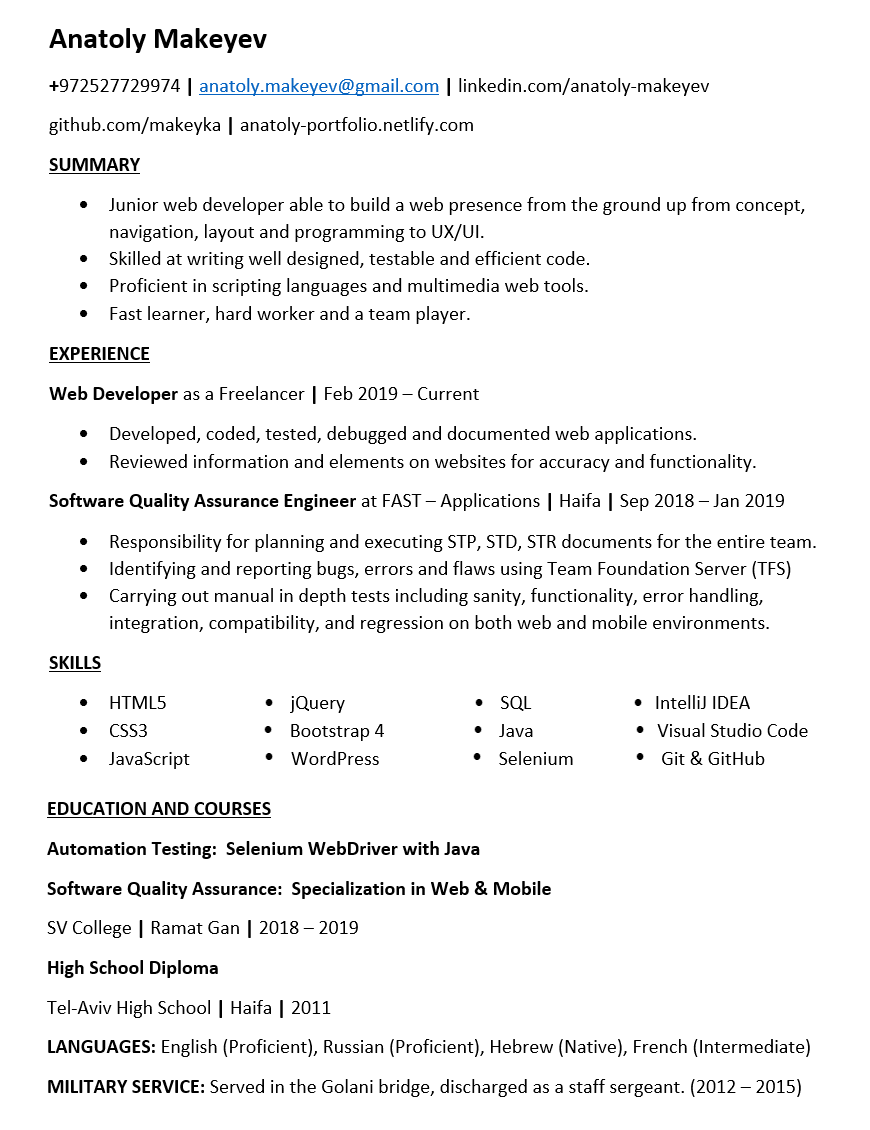 Anatoly Makeyev
+972527729974 | anatoly.makeyev@gmail.com | linkedin.com/anatoly-makeyev
github.com/makeyka | anatoly-portfolio.netlify.com
SUMMARY
• Junior web developer able to build a web presence from the ground up from concept,
navigation, layout and programming to UX/UI.
• Skilled at writing well designed, testable and efficient code.
• Proficient in scripting languages and multimedia web tools.
• Fast learner, hard worker and a team player.
EXPERIENCE
Web Developer as a Freelancer | Feb 2019 – Current
• Developed, coded, tested, debugged and documented web applications.
• Reviewed information and elements on websites for accuracy and functionality.
Software Quality Assurance Engineer at FAST – Applications | Haifa | Sep 2018 – Jan 2019
• Responsibility for planning and executing STP, STD, STR documents for the entire team.
• Identifying and reporting bugs, errors and flaws using Team Foundation Server (TFS)
• Carrying out manual in depth tests including sanity, functionality, error handling,
integration, compatibility, and regression on both web and mobile environments.
SKILLS
• HTML5 • jQuery • SQL • IntelliJ IDEA
• CSS3 • Bootstrap 4 • Java • Visual Studio Code
• JavaScript • WordPress • Selenium • Git & GitHub
EDUCATION AND COURSES
Automation Testing: Selenium WebDriver with Java
Software Quality Assurance: Specialization in Web & Mobile
SV College | Ramat Gan | 2018 – 2019
High School Diploma
Tel-Aviv High School | Haifa | 2011
LANGUAGES: English (Proficient), Russian (Proficient), Hebrew (Native), French (Intermediate)
MILITARY SERVICE: Served in the Golani bridge, discharged as a staff sergeant. (2012 – 2015)